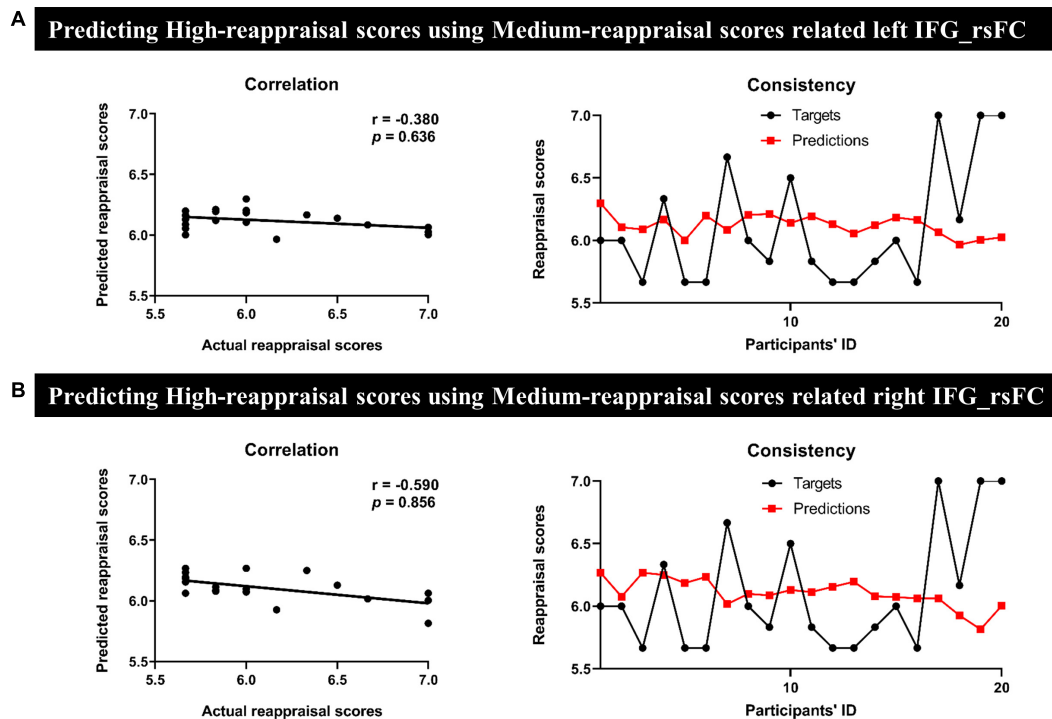 A
Predicting High-reappraisal scores using Medium-reappraisal scores related left IFG_rsFC
Correlation
r = -0.380
p = 0.636
Predicted reappraisal scores
7.0
6.5
6.0
5.5
5.5 6.0 6.5 7.0
Actual reappraisal scores
Consistency
Targets
Predictions
Reappraisal scores
7.0
6.5
6.0
5.5
10 20
Participants' ID
B
Predicting High-reappraisal scores using Medium-reappraisal scores related right IFG_rsFC
Correlation
r = -0.590
p = 0.856
Predicted reappraisal scores
7.0
6.5
6.0
5.5
5.5 6.0 6.5 7.0
Actual reappraisal scores
Consistency
Targets
Predictions
Reappraisal scores
7.0
6.5
6.0
5.5
10 20
Participants' ID